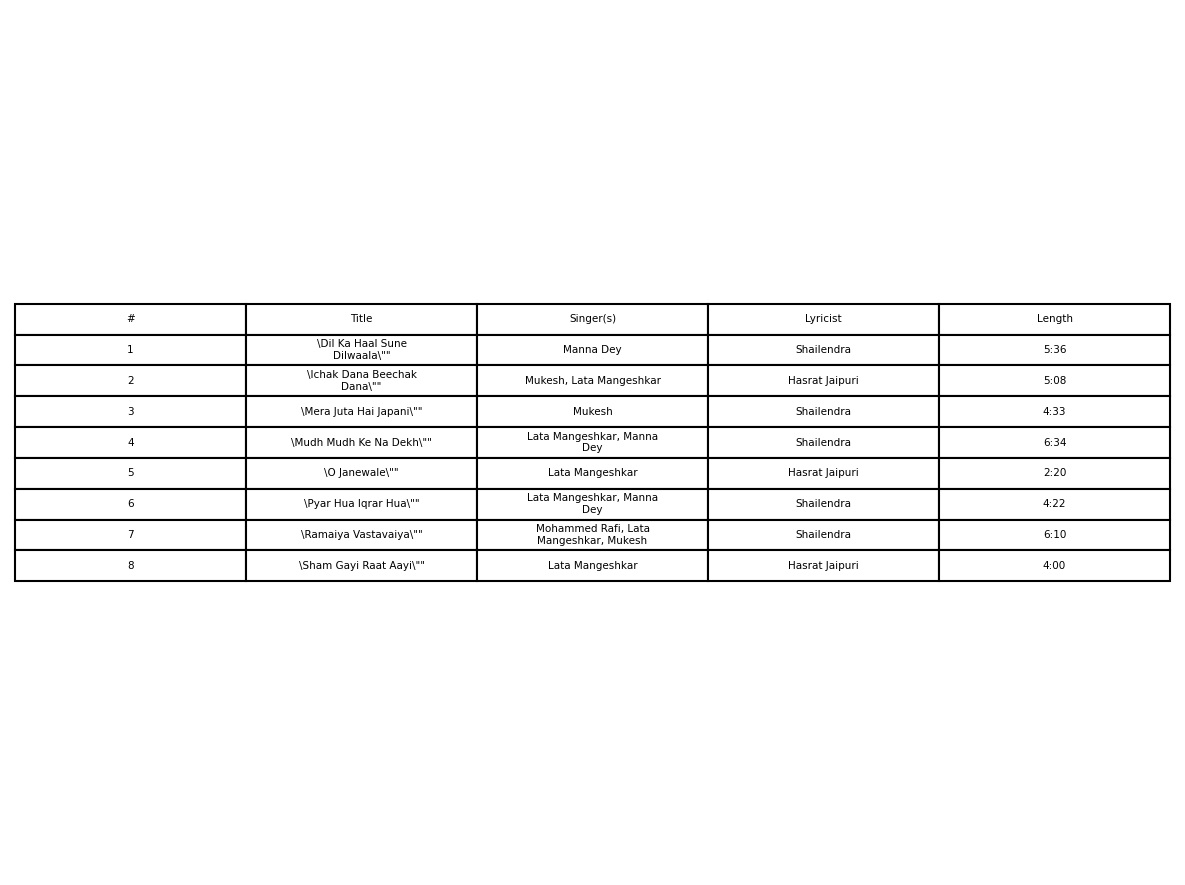 # Title Singer(s) Lyricist Length
1 \Dil Ka Haal Sune Dilwaala\"" Manna Dey Shailendra 5:36
2 \Ichak Dana Beechak Dana\"" Mukesh, Lata Mangeshkar Hasrat Jaipuri 5:08
3 \Mera Juta Hai Japani\"" Mukesh Shailendra 4:33
4 \Mudh Mudh Ke Na Dekh\"" Lata Mangeshkar, Manna Dey Shailendra 6:34
5 \O Janewale\"" Lata Mangeshkar Hasrat Jaipuri 2:20
6 \Pyar Hua Iqrar Hua\"" Lata Mangeshkar, Manna Dey Shailendra 4:22
7 \Ramaiya Vastavaiya\"" Mohammed Rafi, Lata Mangeshkar, Mukesh Shailendra 6:10
8 \Sham Gayi Raat Aayi\"" Lata Mangeshkar Hasrat Jaipuri 4:00